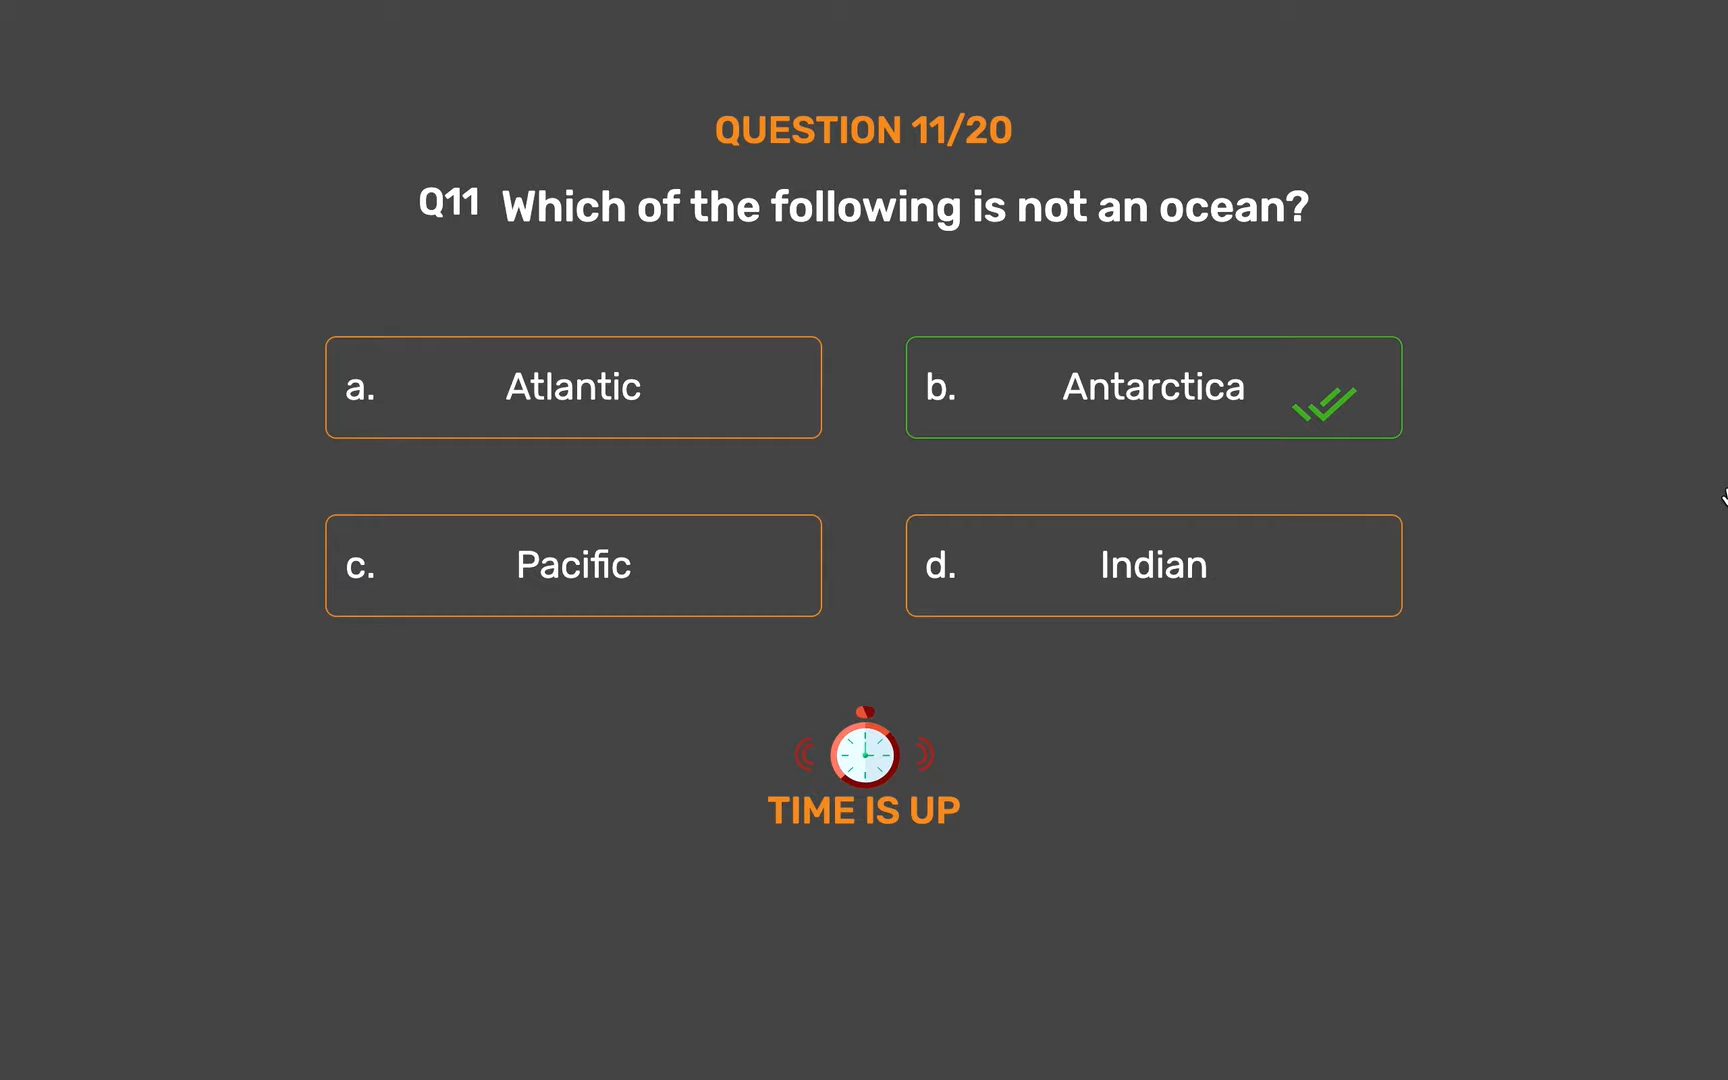 QUESTION 11/20
Q11 Which of the following is not an ocean?
a. Atlantic
b. Antarctica
c. Pacific
d. Indian
TIME IS UP